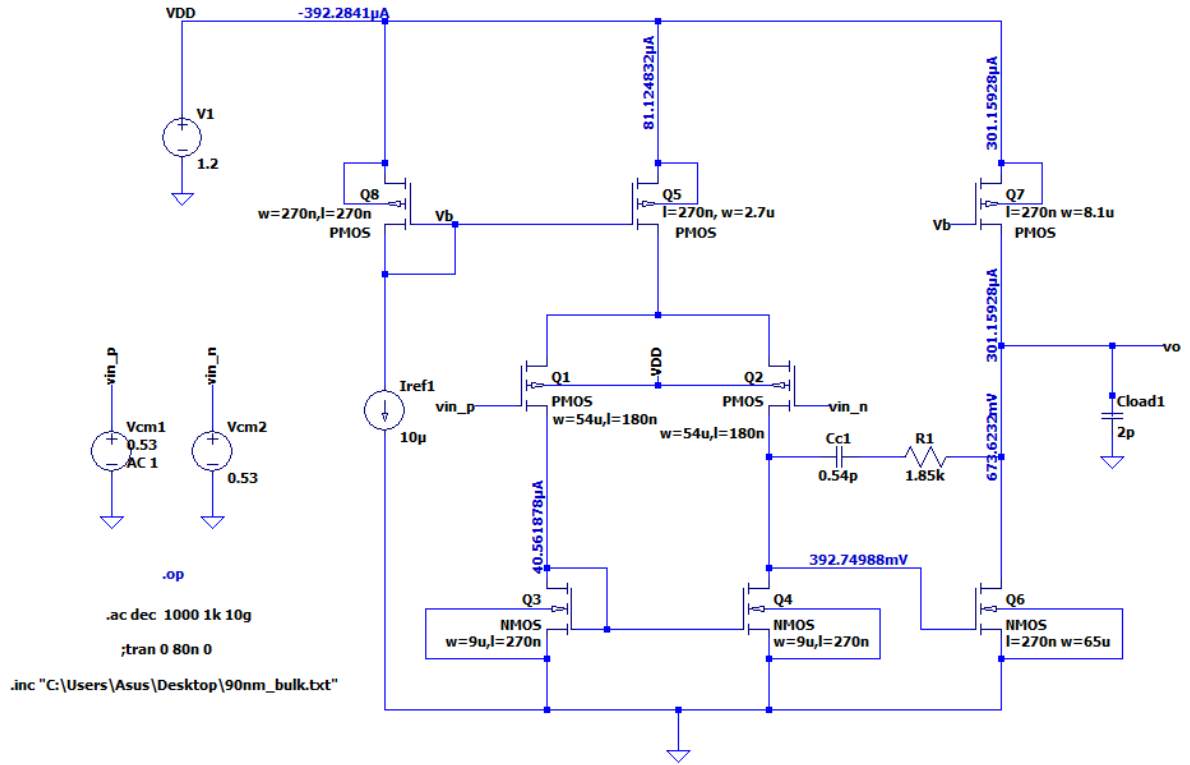 VDD
-392.2841µA
81.124832µA
301.15928µA
V1
1.2
Q8
w=270n,l=270n
PMOS
Vb
Q5
l=270n, w=2.7u
PMOS
Q7
l=270n w=8.1u
Vb
PMOS
301.15928µA
vin_p
vin_n
VDD
vo
Iref1
10µ
Q1
PMOS
vin_p
w=54u,l=180n
Q2
PMOS
vin_n
w=54u,l=180n
Cload1
2p
Vcm1
0.53
AC 1
Vcm2
0.53
Cc1
0.54p
R1
1.85k
673.6232mV
40.561878µA
392.74988mV
.op
.ac dec 1000 1k 10g
;tran 0 80n 0
.inc "C:\Users\Asus\Desktop\90nm_bulk.txt"
Q3
NMOS
w=9u,l=270n
Q4
NMOS
w=9u,l=270n
Q6
NMOS
l=270n w=65u